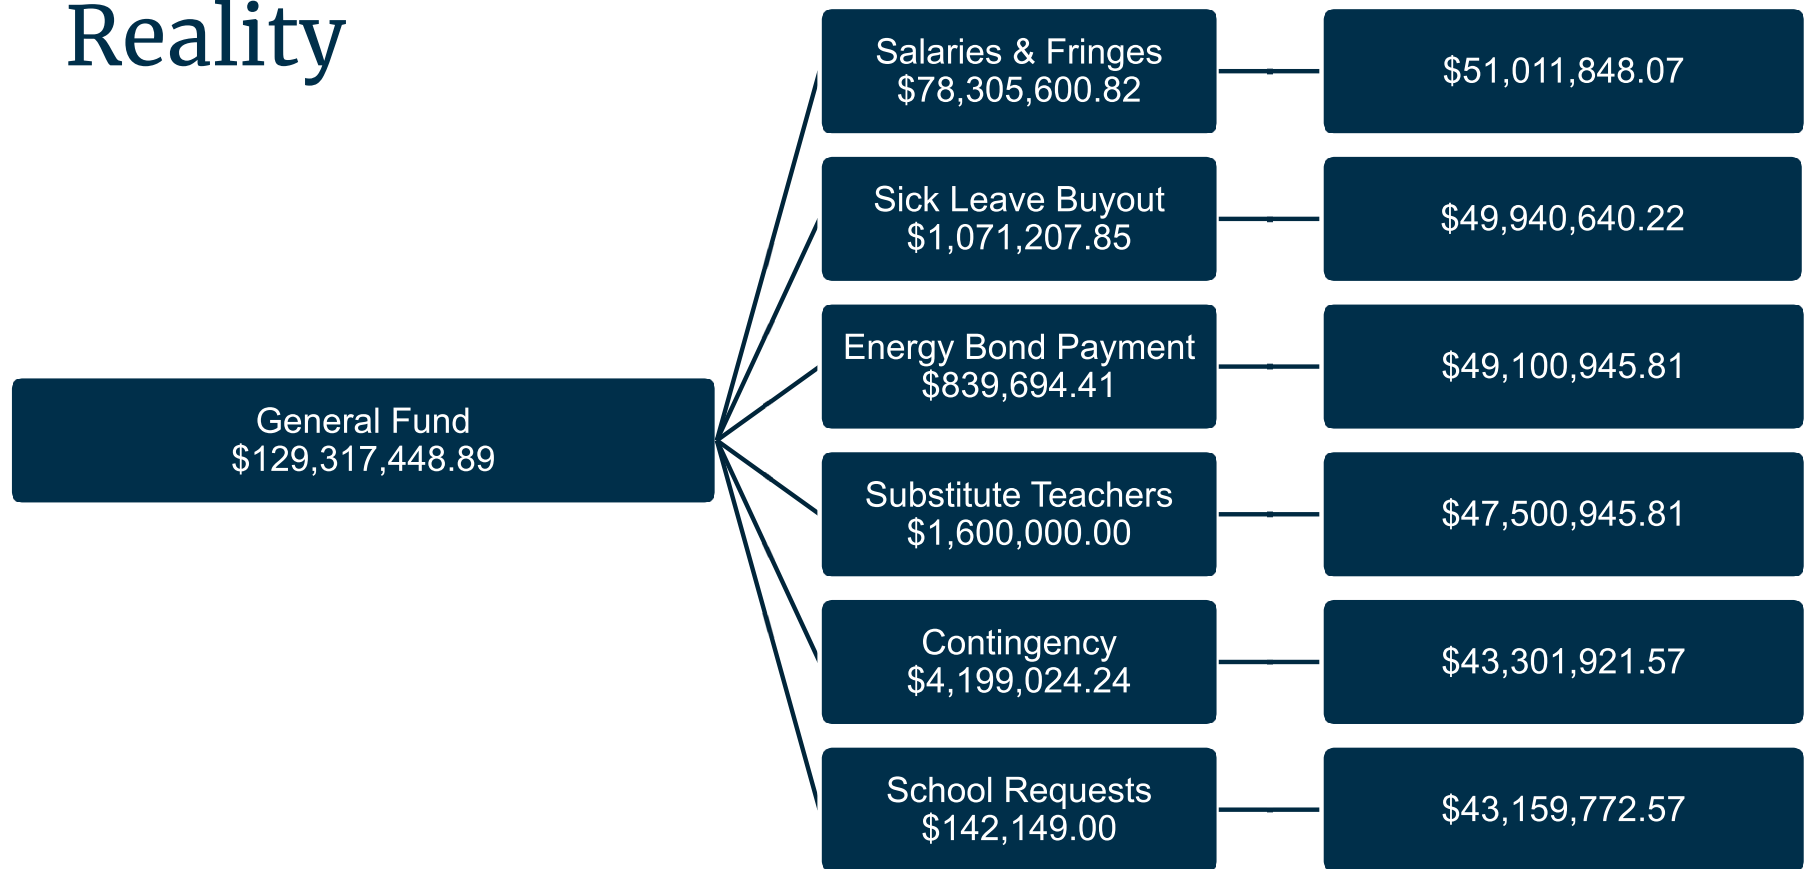 Reality
General Fund
$129,317,448.89
Salaries & Fringes
$78,305,600.82
$51,011,848.07
Sick Leave Buyout
$1,071,207.85
$49,940,640.22
Energy Bond Payment
$839,694.41
$49,100,945.81
Substitute Teachers
$1,600,000.00
$47,500,945.81
Contingency
$4,199,024.24
$43,301,921.57
School Requests
$142,149.00
$43,159,772.57